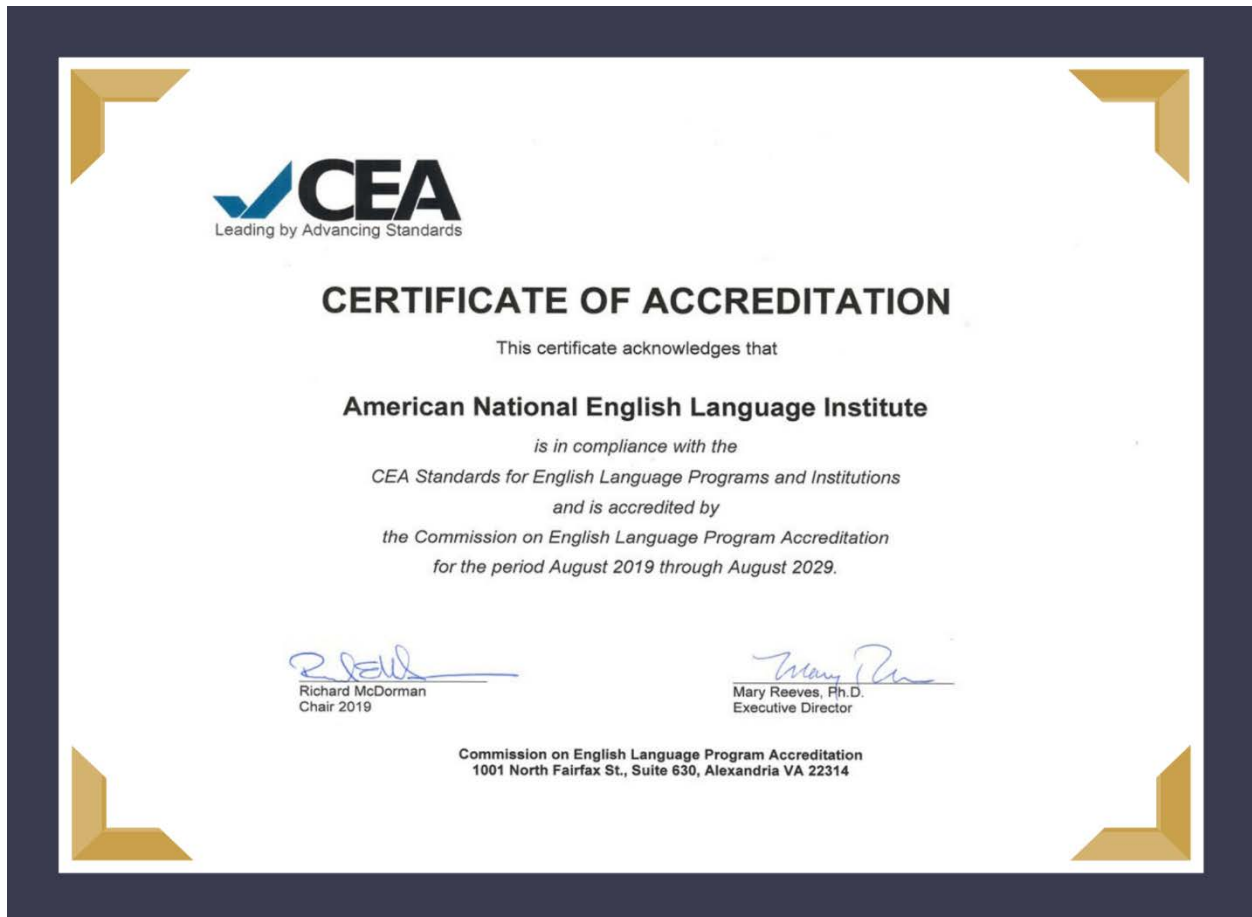 CEA
Leading by Advancing Standards
CERTIFICATE OF ACCREDITATION
This certificate acknowledges that
American National English Language Institute
is in compliance with the
CEA Standards for English Language Programs and Institutions
and is accredited by
the Commission on English Language Program Accreditation
for the period August 2019 through August 2029.
Richard McDorman
Chair 2019
Mary Reeves, Ph.D.
Executive Director
Commission on English Language Program Accreditation
1001 North Fairfax St., Suite 630, Alexandria VA 22314